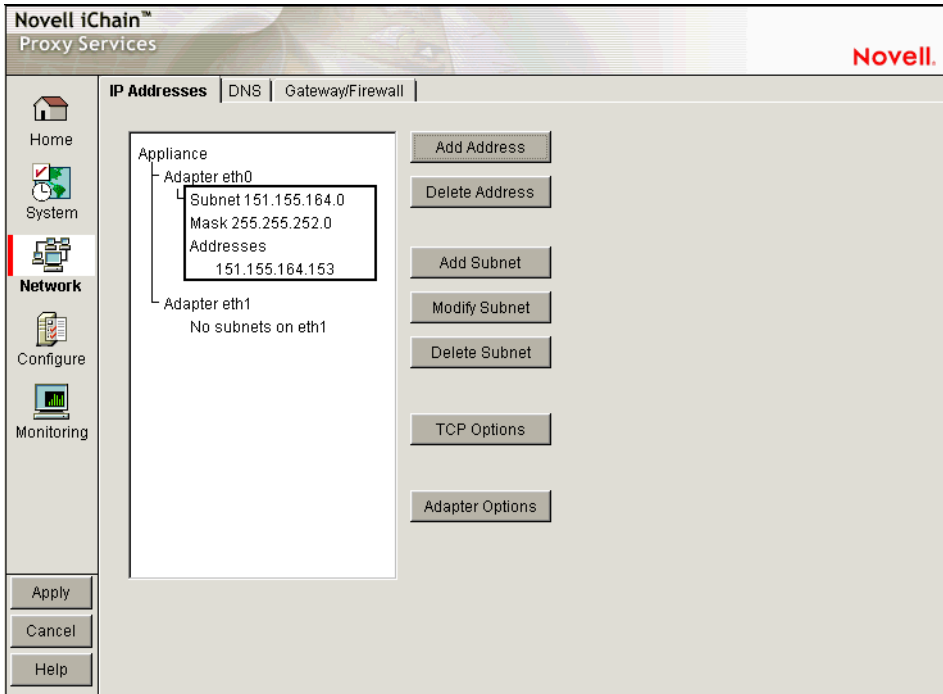 Novell iChain™
Proxy Services
Novell.
IP Addresses
DNS
Gateway/Firewall
Home
System
Network
Configure
Monitoring
Appliance
Adapter eth0
Subnet 151.155.164.0
Mask 255.255.252.0
Addresses
151.155.164.153
Adapter eth1
No subnets on eth1
Add Address
Delete Address
Add Subnet
Modify Subnet
Delete Subnet
TCP Options
Adapter Options
Apply
Cancel
Help